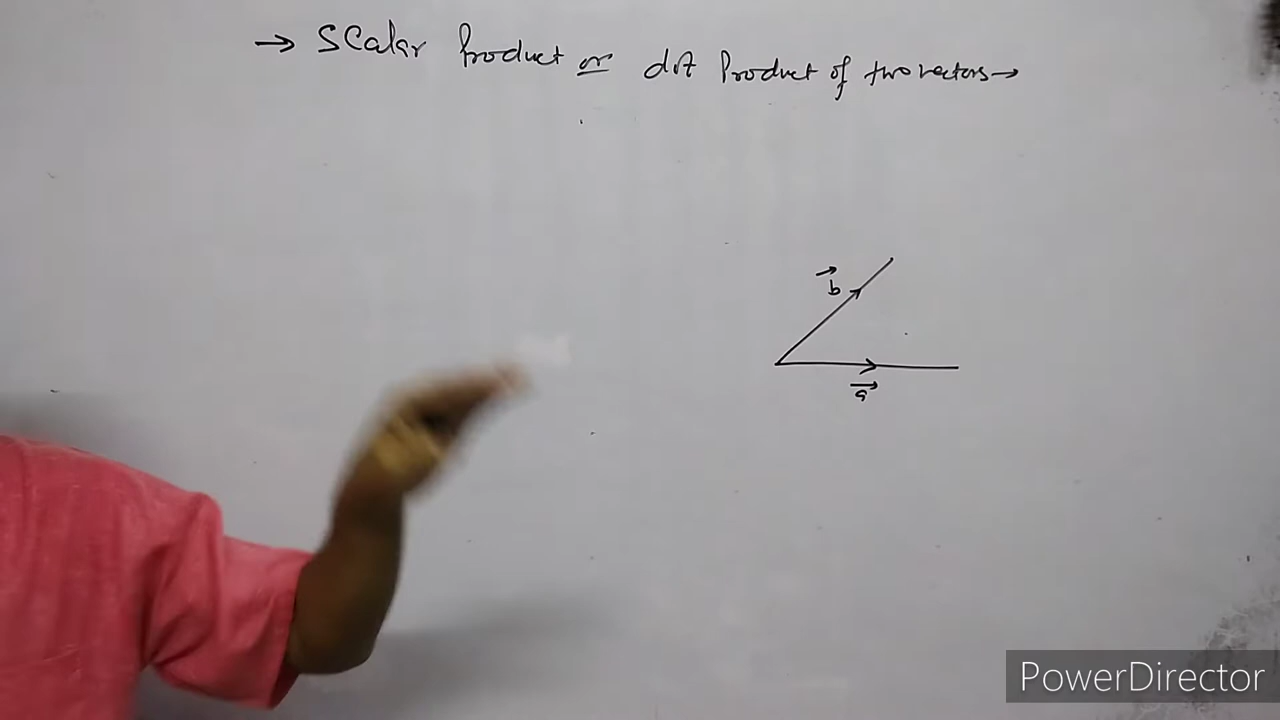 → Scalar Product or dot Product of two vectors →
b
a
PowerDirector